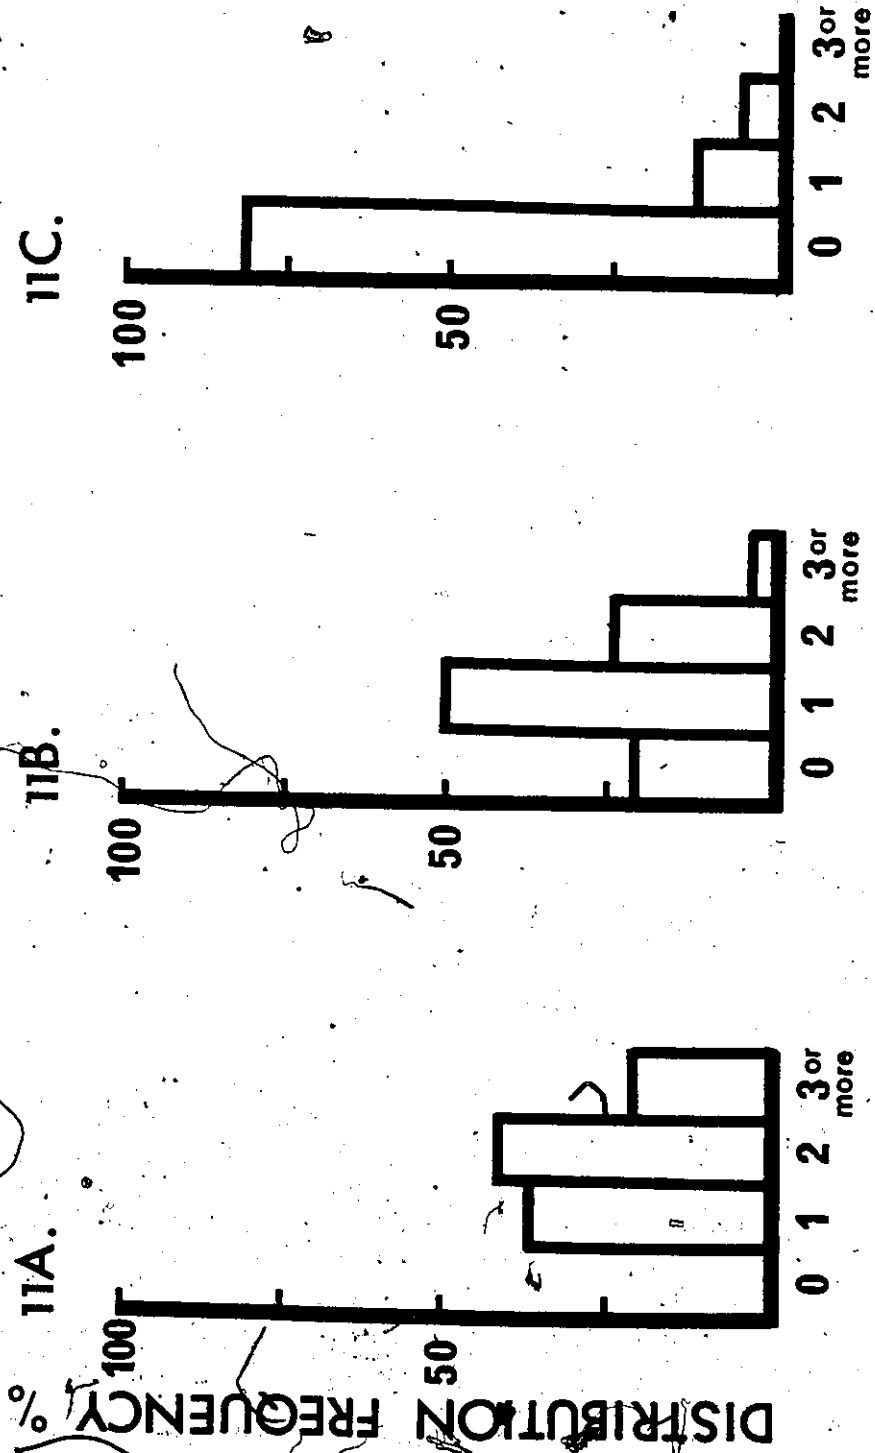 DISTRIBUTION FREQUENCY %
11A.
100
50
0 1 2 3 or more
11B.
100
50
0 1 2 3 or more
11C.
100
50
0 1 2 3 or more